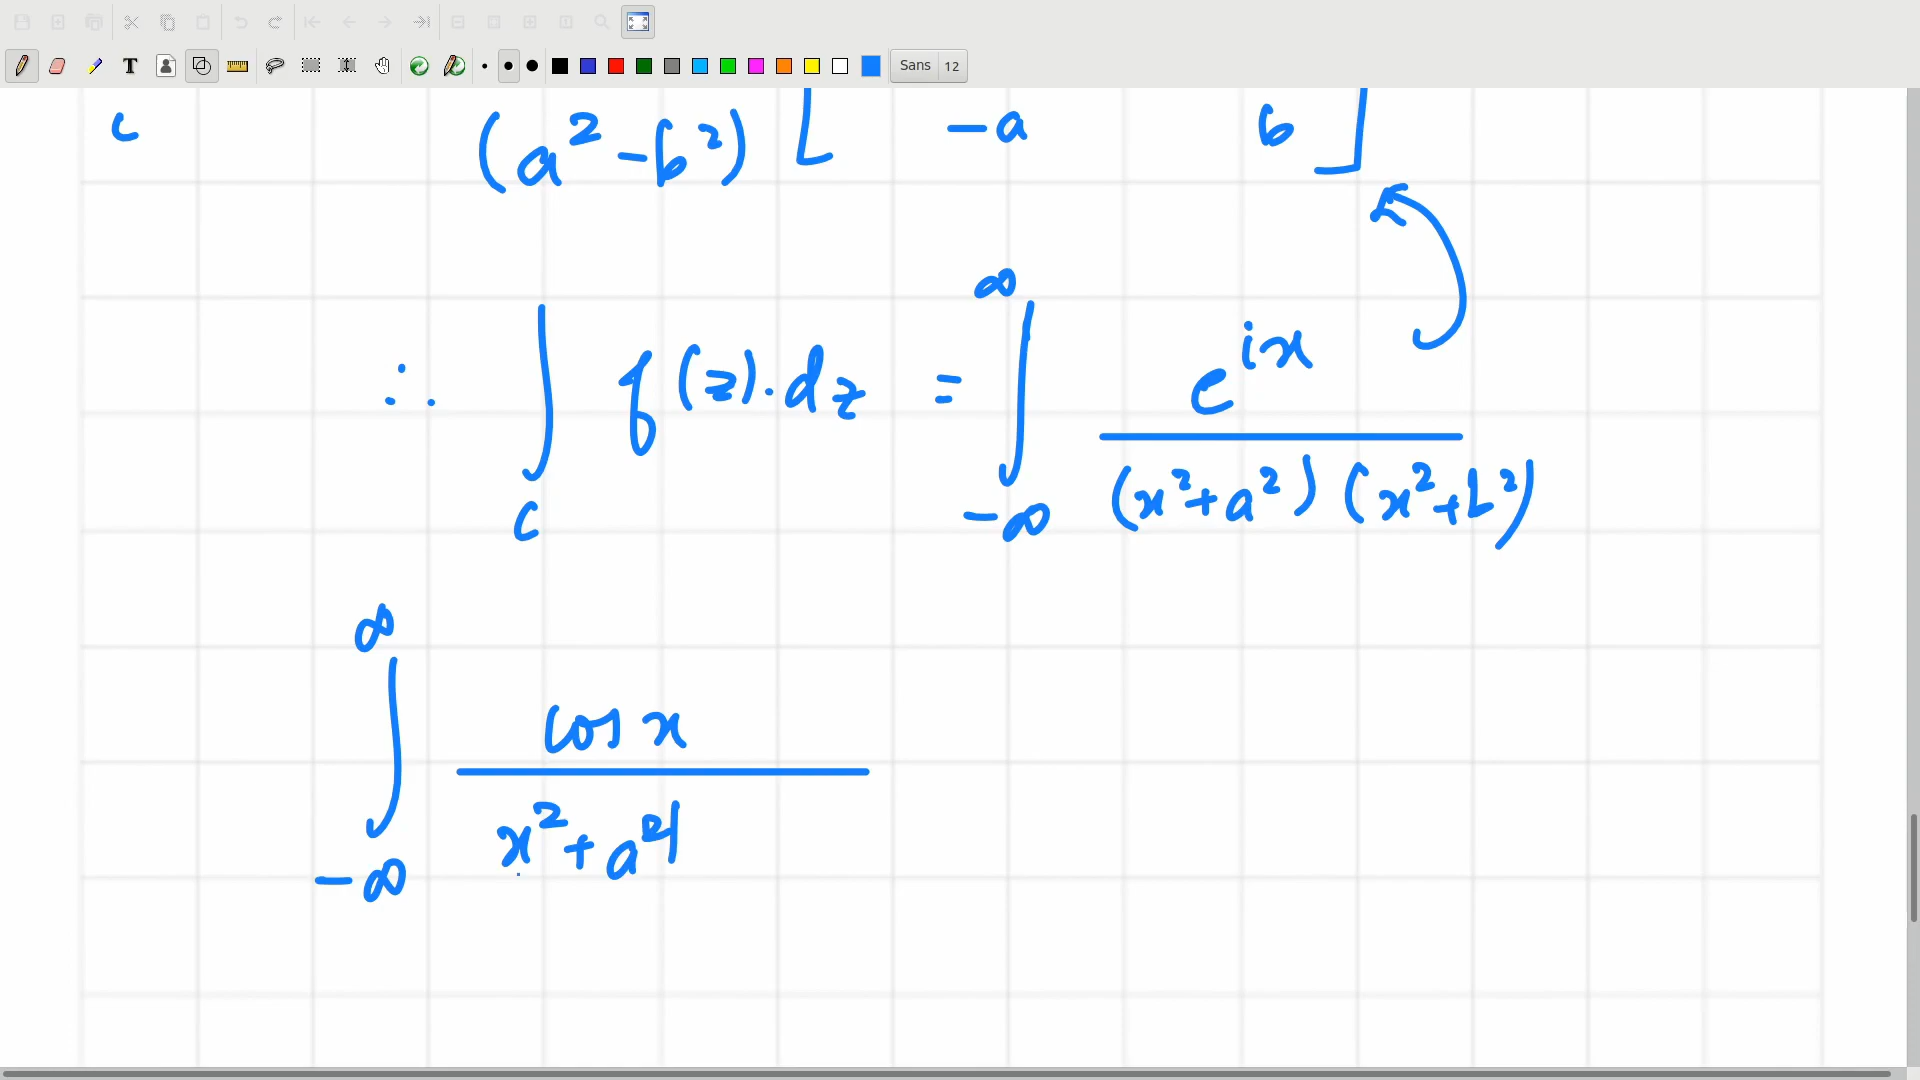 Sans 12
c (a² - b²) [ -a b ]
∴ ∫_c f(z).dz = ∫_{-∞}^{∞} e^{ix} / (x² + a²) (x² + b²)
∫_{-∞}^{∞} cos x / x² + a²